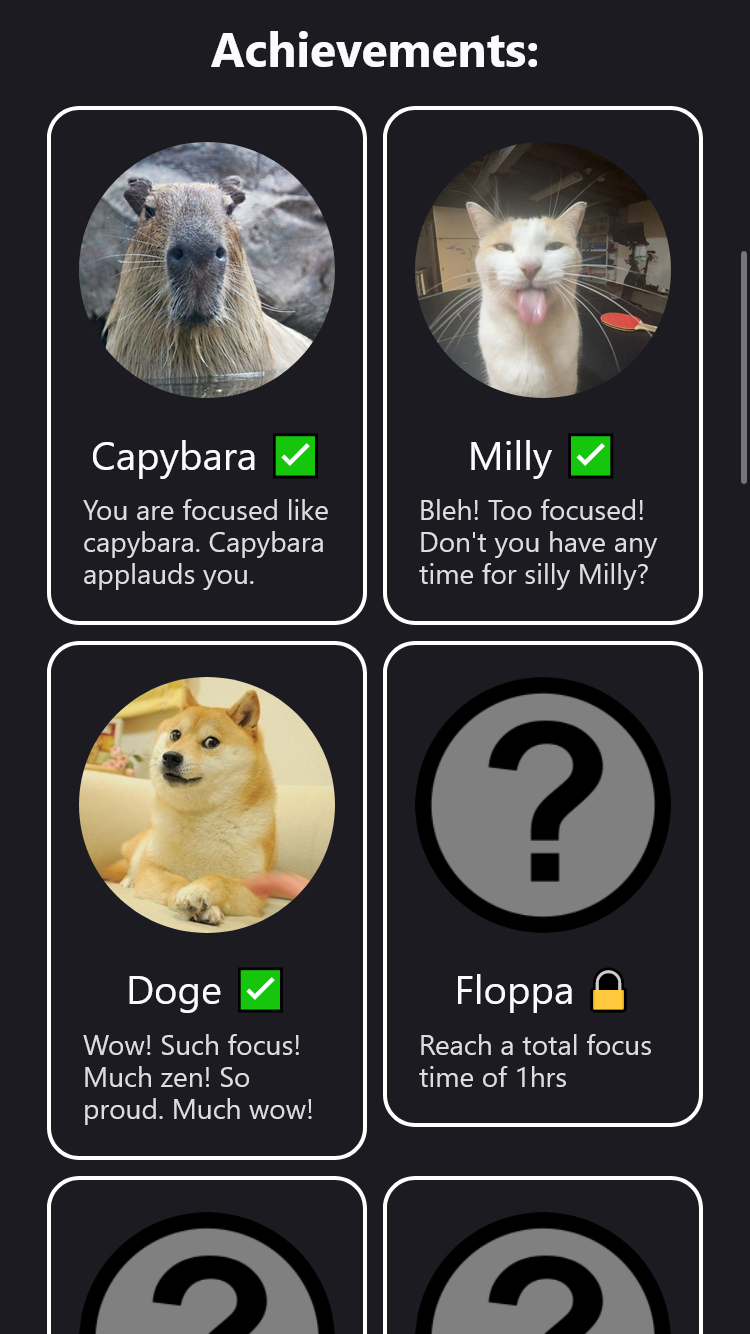 Achievements:
Capybara ✅
You are focused like
capybara. Capybara
applauds you.
Milly ✅
Bleh! Too focused!
Don't you have any
time for silly Milly?
Doge ✅
Wow! Such focus!
Much zen! So
proud. Much wow!
?
Floppa 🔒
Reach a total focus
time of 1hrs
?
?